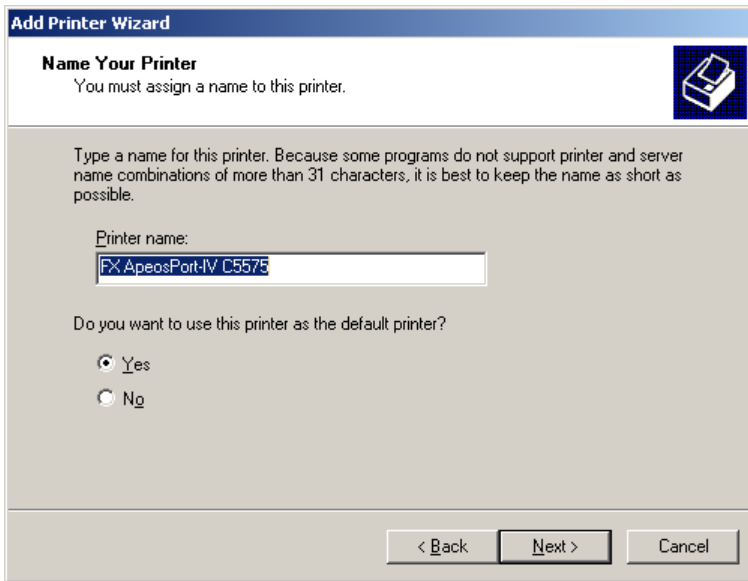 Add Printer Wizard
Name Your Printer
You must assign a name to this printer.
Type a name for this printer. Because some programs do not support printer and server
name combinations of more than 31 characters, it is best to keep the name as short as
possible.
Printer name:
FX ApeosPort-IV C5575
Do you want to use this printer as the default printer?
Yes
No
< Back Next > Cancel